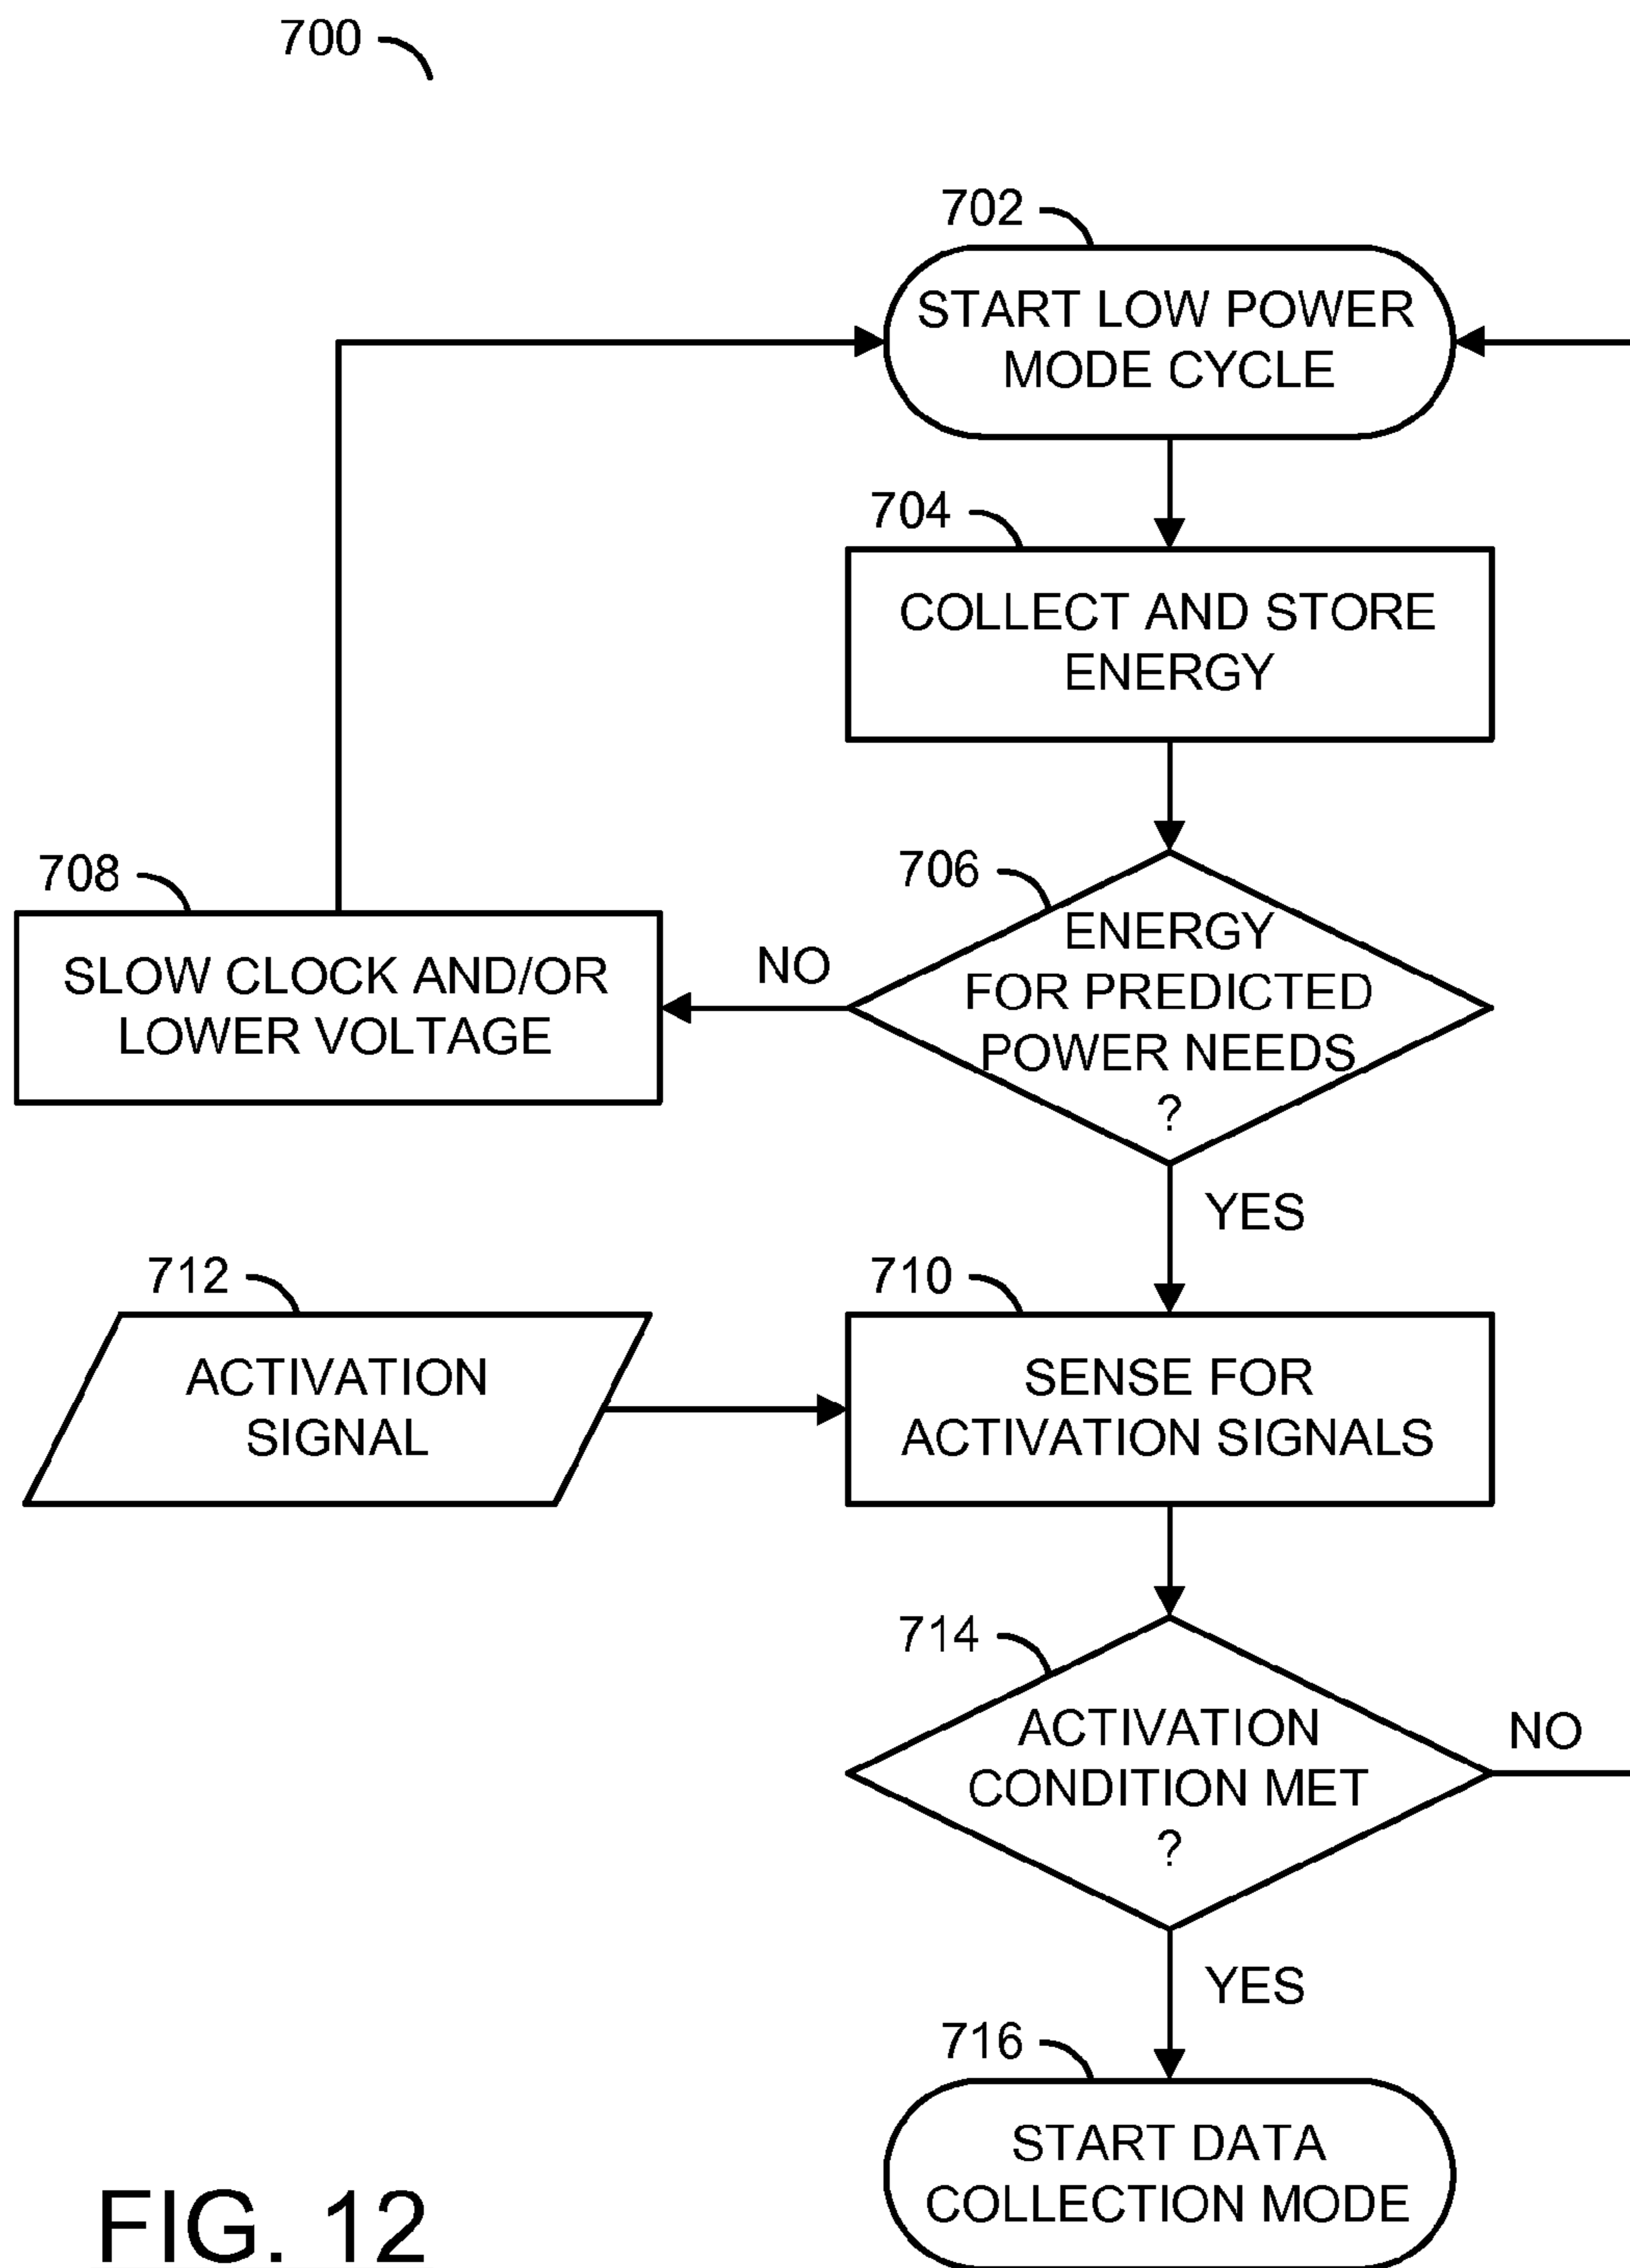 700
702
START LOW POWER
MODE CYCLE
704
COLLECT AND STORE
ENERGY
708
SLOW CLOCK AND/OR
LOWER VOLTAGE
NO
706
ENERGY
FOR PREDICTED
POWER NEEDS
?
YES
712
ACTIVATION
SIGNAL
710
SENSE FOR
ACTIVATION SIGNALS
714
ACTIVATION
CONDITION MET
?
NO
YES
716
START DATA
COLLECTION MODE
FIG. 12